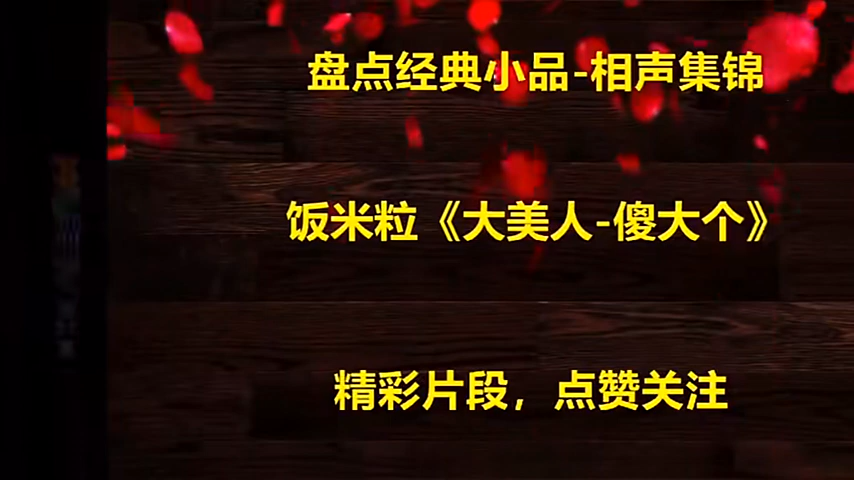 盘点经典小品-相声集锦
饭米粒《大美人-傻大个》
精彩片段，点赞关注